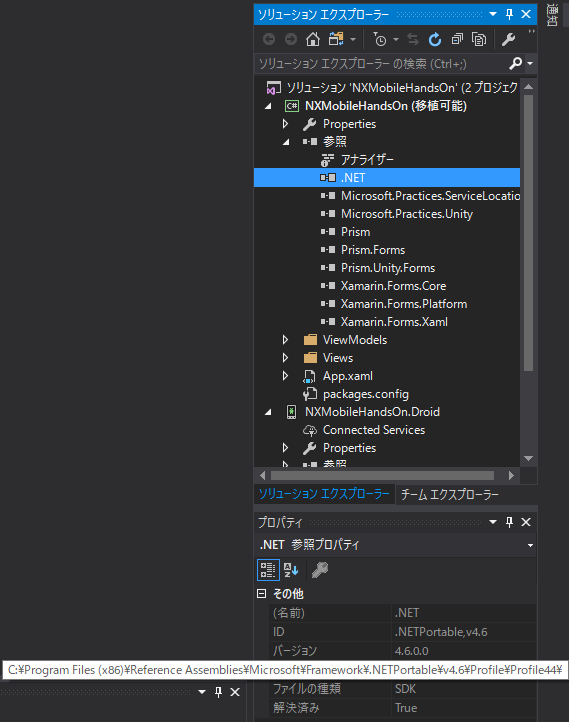 ソリューション エクスプローラー
通知
ソリューション エクスプローラー の検索 (Ctrl+;)
ソリューション 'NXMobileHandsOn' (2 プロジェク
C# NXMobileHandsOn (移植可能)
Properties
参照
アナライザー
.NET
Microsoft.Practices.ServiceLocatio
Microsoft.Practices.Unity
Prism
Prism.Forms
Prism.Unity.Forms
Xamarin.Forms.Core
Xamarin.Forms.Platform
Xamarin.Forms.Xaml
ViewModels
Views
App.xaml
packages.config
NXMobileHandsOn.Droid
Connected Services
Properties
参照
ソリューション エクスプローラー チーム エクスプローラー
プロパティ
.NET 参照プロパティ
その他
(名前) .NET
ID .NETPortable,v4.6
バージョン 4.6.0.0
C:¥Program Files (x86)¥Reference Assemblies¥Microsoft¥Framework¥.NETPortable¥v4.6¥Profile¥Profile44¥
ファイルの種類 SDK
解決済み True